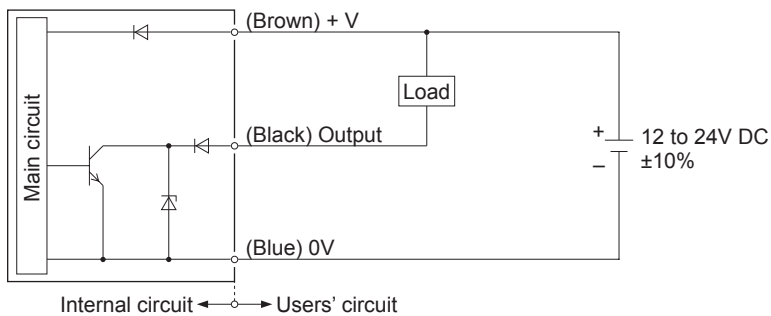 (Brown) + V
Load
Main circuit
(Black) Output
+
12 to 24V DC
–
±10%
(Blue) 0V
Internal circuit
Users' circuit